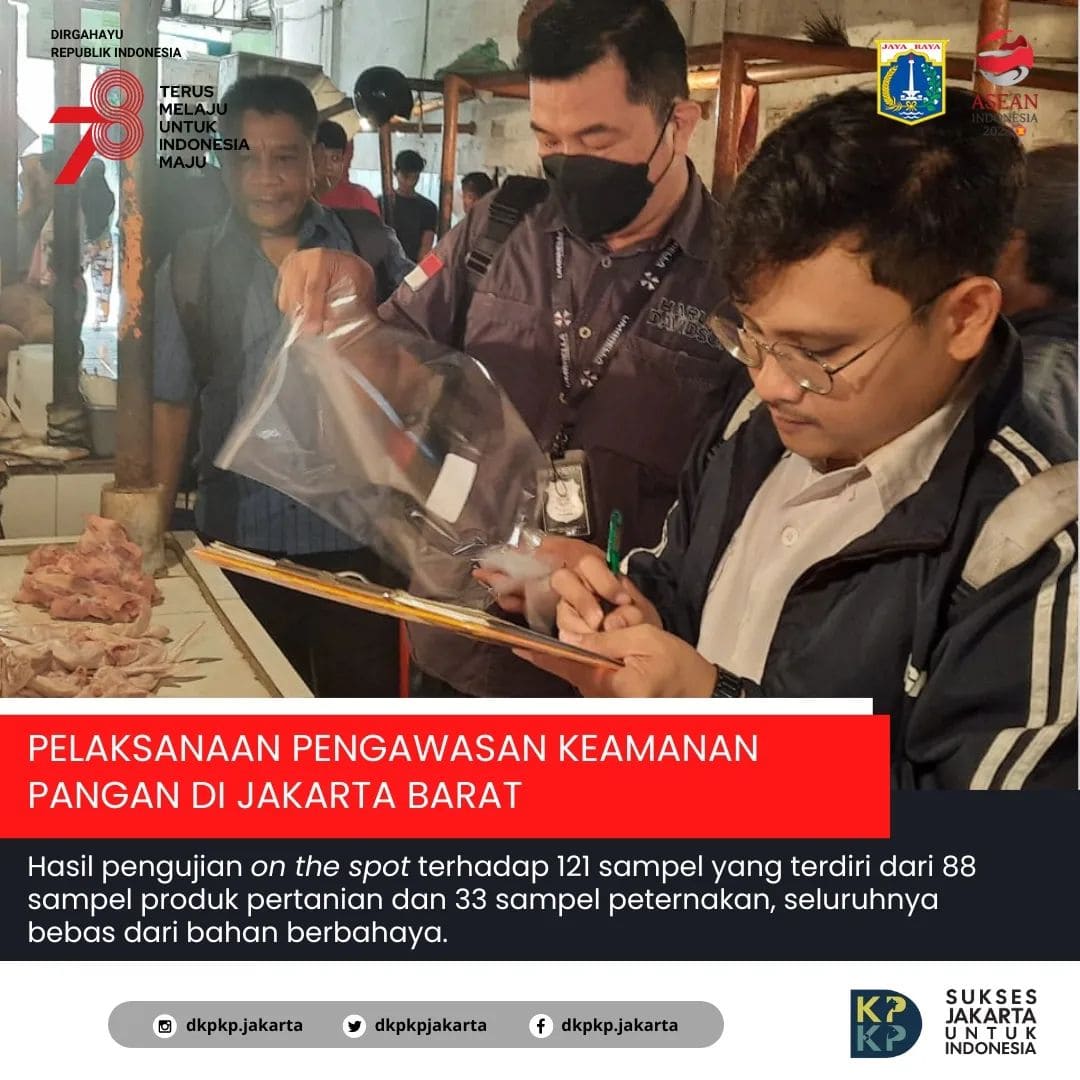 DIRGAHAYU
REPUBLIK INDONESIA
78
TERUS
MELAJU
UNTUK
INDONESIA
MAJU
JAYA RAYA
ASEAN
INDONESIA
2023
PELAKSANAAN PENGAWASAN KEAMANAN
PANGAN DI JAKARTA BARAT
Hasil pengujian on the spot terhadap 121 sampel yang terdiri dari 88
sampel produk pertanian dan 33 sampel peternakan, seluruhnya
bebas dari bahan berbahaya.
dkpkp.jakarta
dkpkpjakarta
dkpkp.jakarta
KP
KP
SUKSES
JAKARTA
UNTUK
INDONESIA